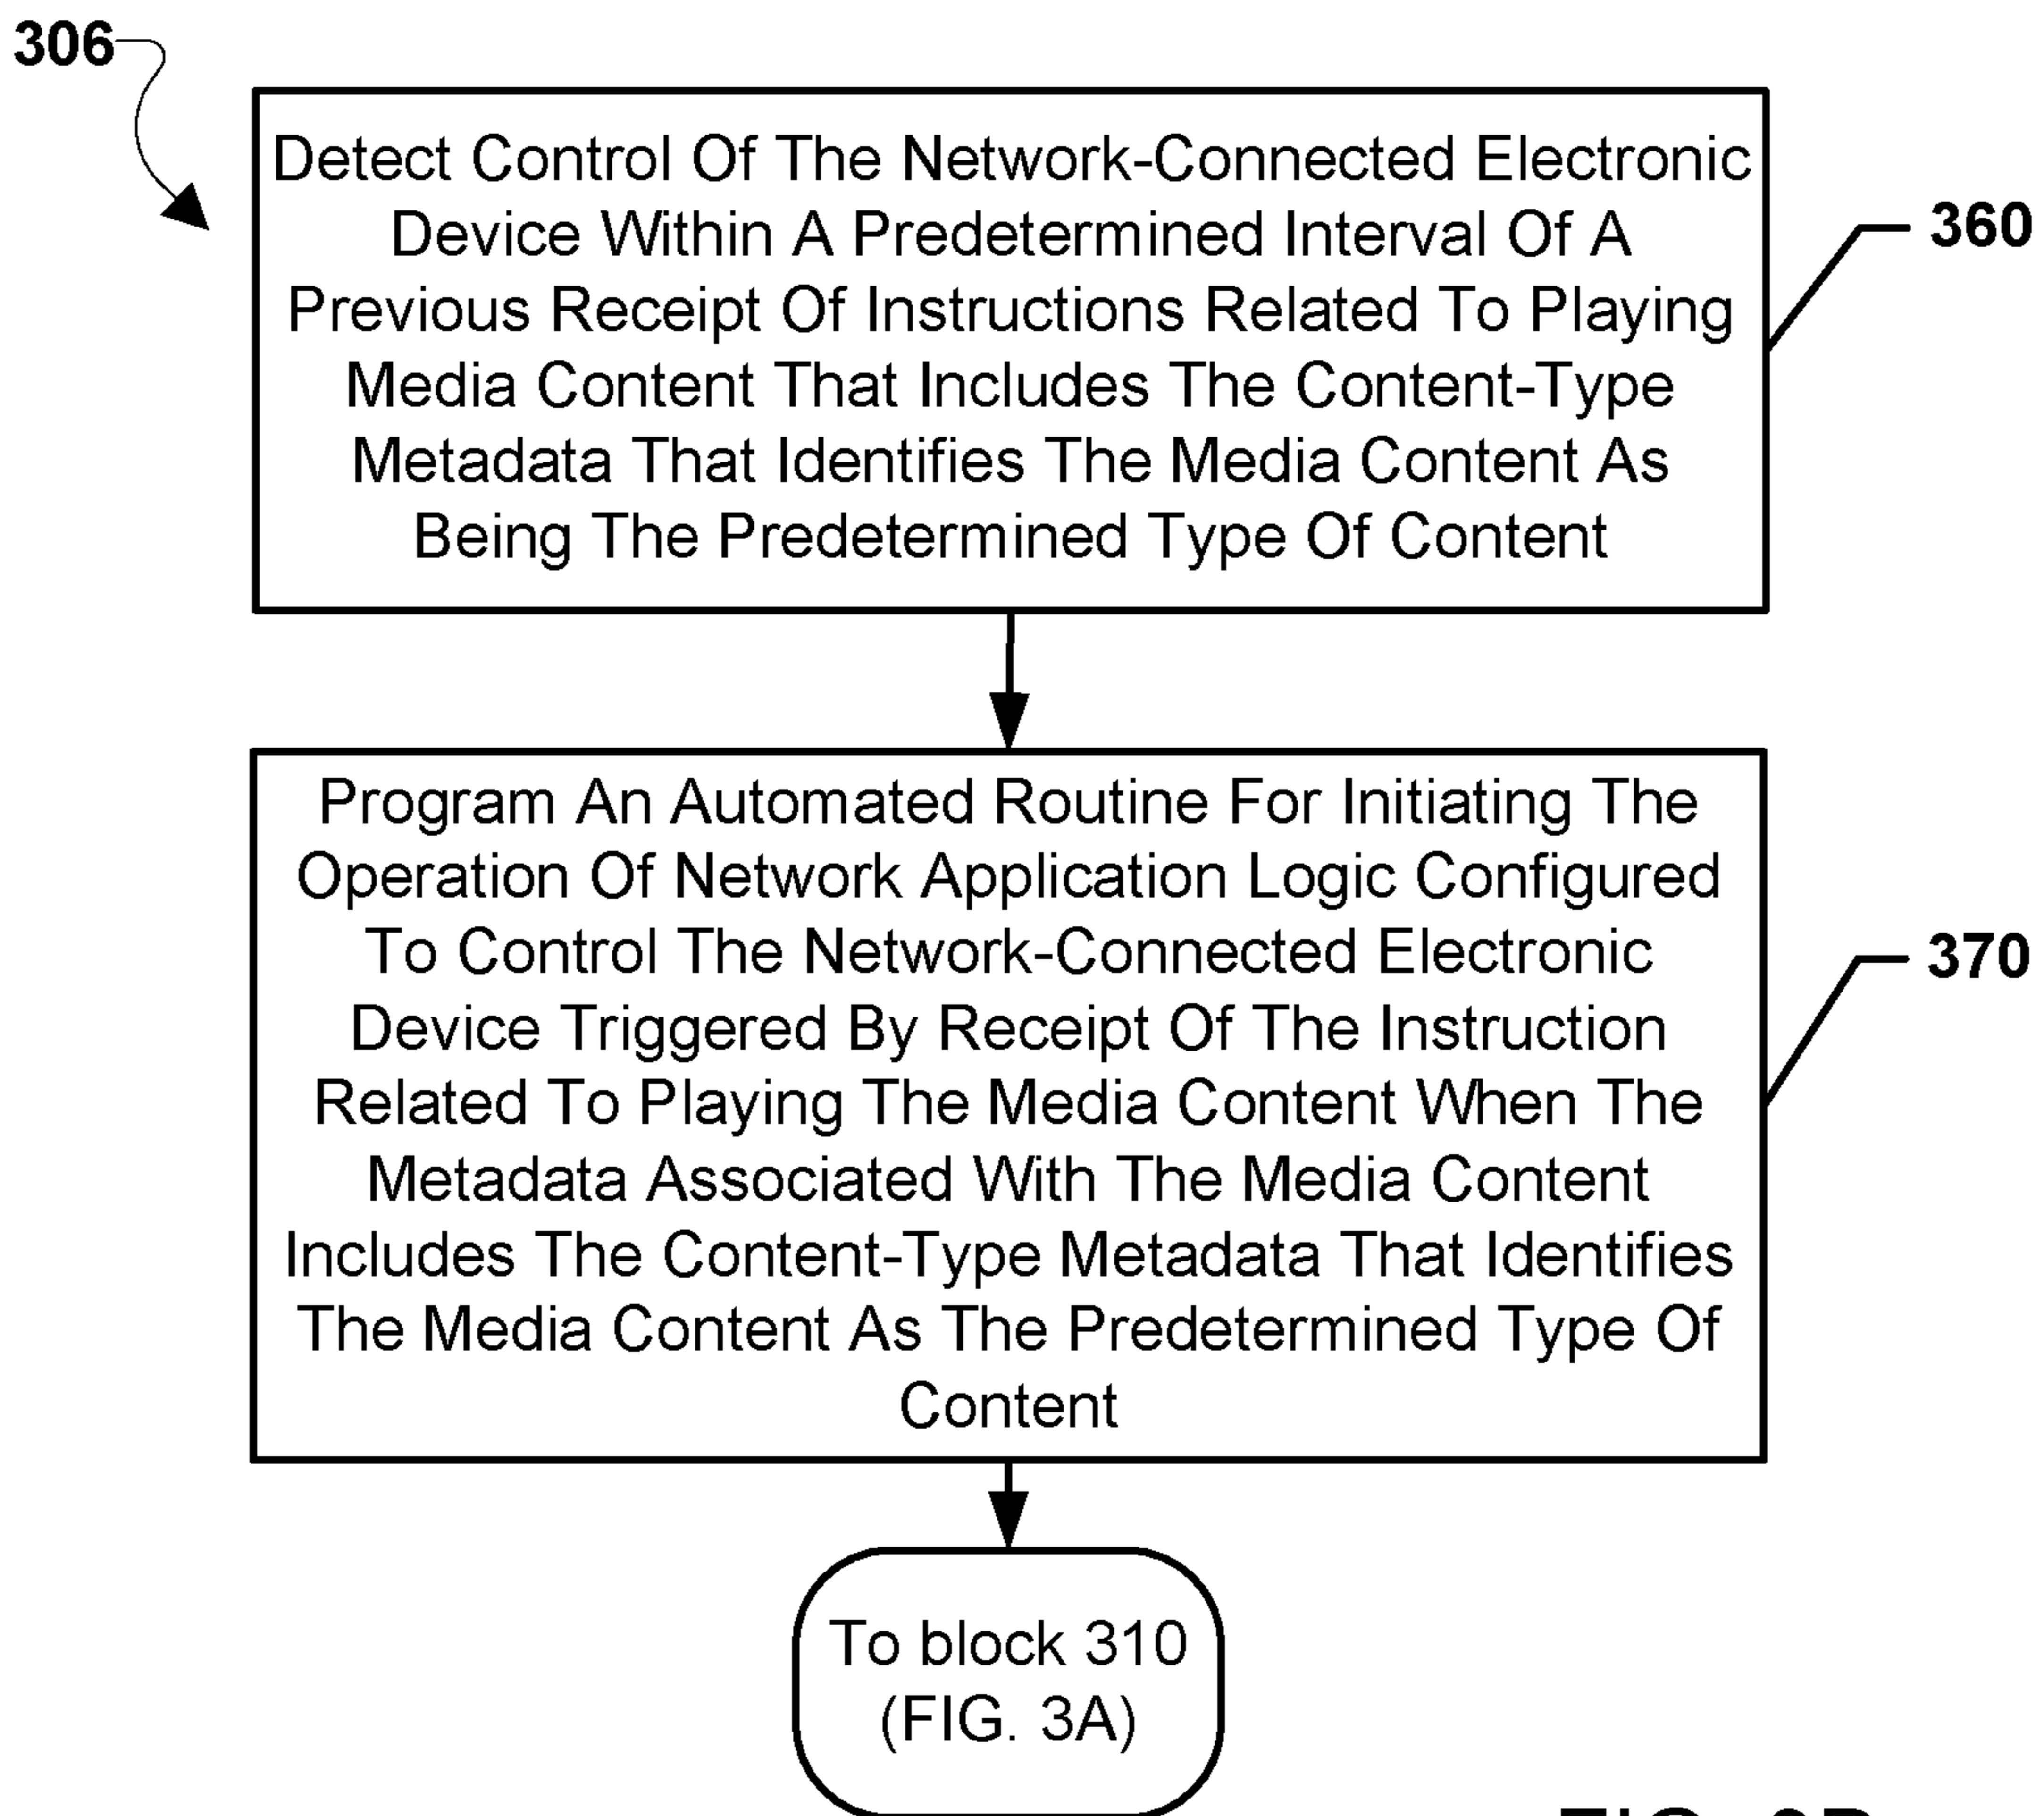 306
Detect Control Of The Network-Connected Electronic
Device Within A Predetermined Interval Of A
Previous Receipt Of Instructions Related To Playing
Media Content That Includes The Content-Type
Metadata That Identifies The Media Content As
Being The Predetermined Type Of Content
360
Program An Automated Routine For Initiating The
Operation Of Network Application Logic Configured
To Control The Network-Connected Electronic
Device Triggered By Receipt Of The Instruction
Related To Playing The Media Content When The
Metadata Associated With The Media Content
Includes The Content-Type Metadata That Identifies
The Media Content As The Predetermined Type Of
Content
370
To block 310
(FIG. 3A)